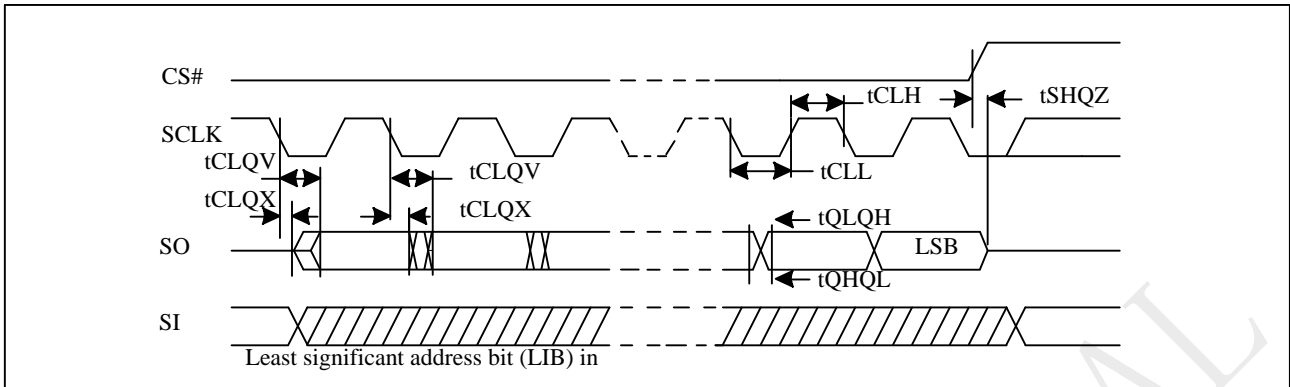 CS#
tCLH
tSHQZ
SCLK
tCLQV
tCLQV
tCLL
tCLQX
tCLQX
tQLQH
SO
LSB
tQHQL
SI
Least significant address bit (LIB) in
AL